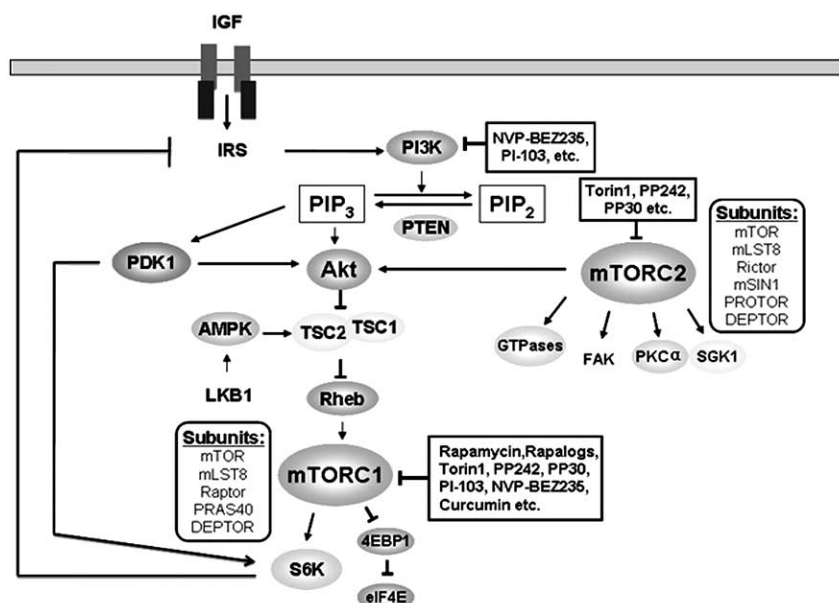 IGF
IRS
PI3K
NVP-BEZ235,
PI-103, etc.
PIP3
PIP2
PTEN
Torin1, PP242,
PP30 etc.
Subunits:
mTOR
mLST8
Rictor
mSIN1
PROTOR
DEPTOR
PDK1
Akt
mTORC2
AMPK
TSC2
TSC1
GTPases
FAK
PKCα
SGK1
LKB1
Rheb
Subunits:
mTOR
mLST8
Raptor
PRAS40
DEPTOR
mTORC1
Rapamycin,Rapalogs,
Torin1, PP242, PP30,
PI-103, NVP-BEZ235,
Curcumin etc.
4EBP1
S6K
eIF4E